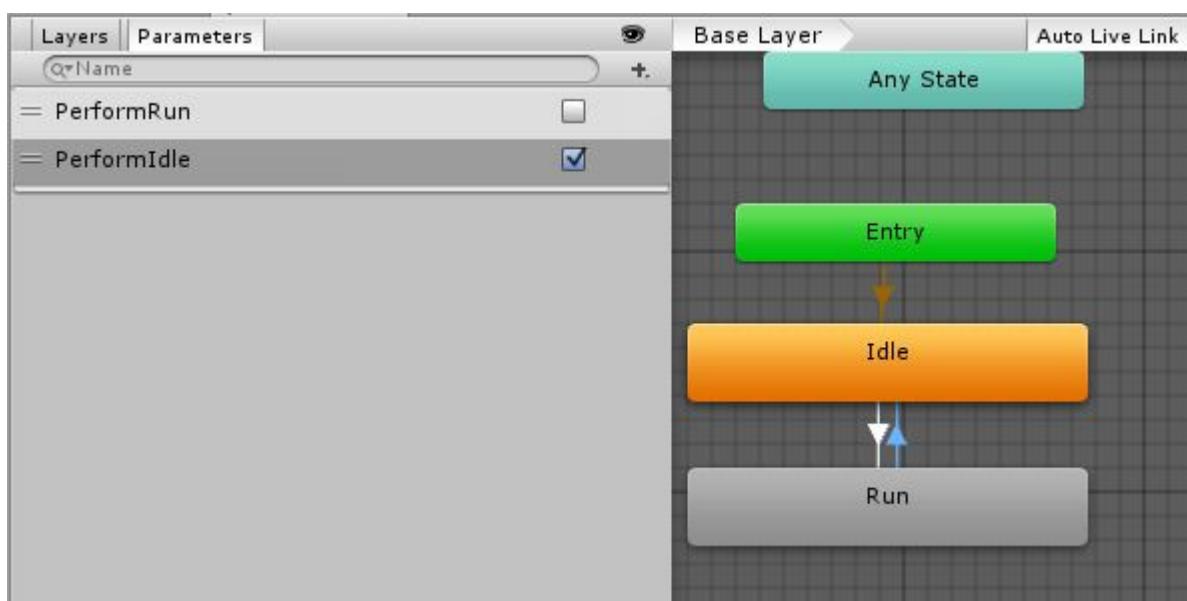 Layers Parameters
Name
PerformRun
PerformIdle
Base Layer Auto Live Link
Any State
Entry
Idle
Run